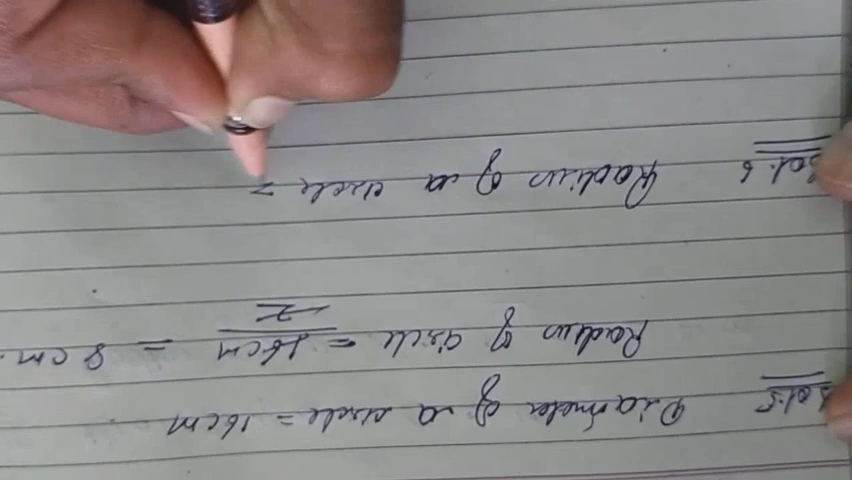 Sol.5 Diameter of a circle = 16cm
Radius of circle = 16cm / 2 = 8 cm.
Sol.6 Radius of a circle =